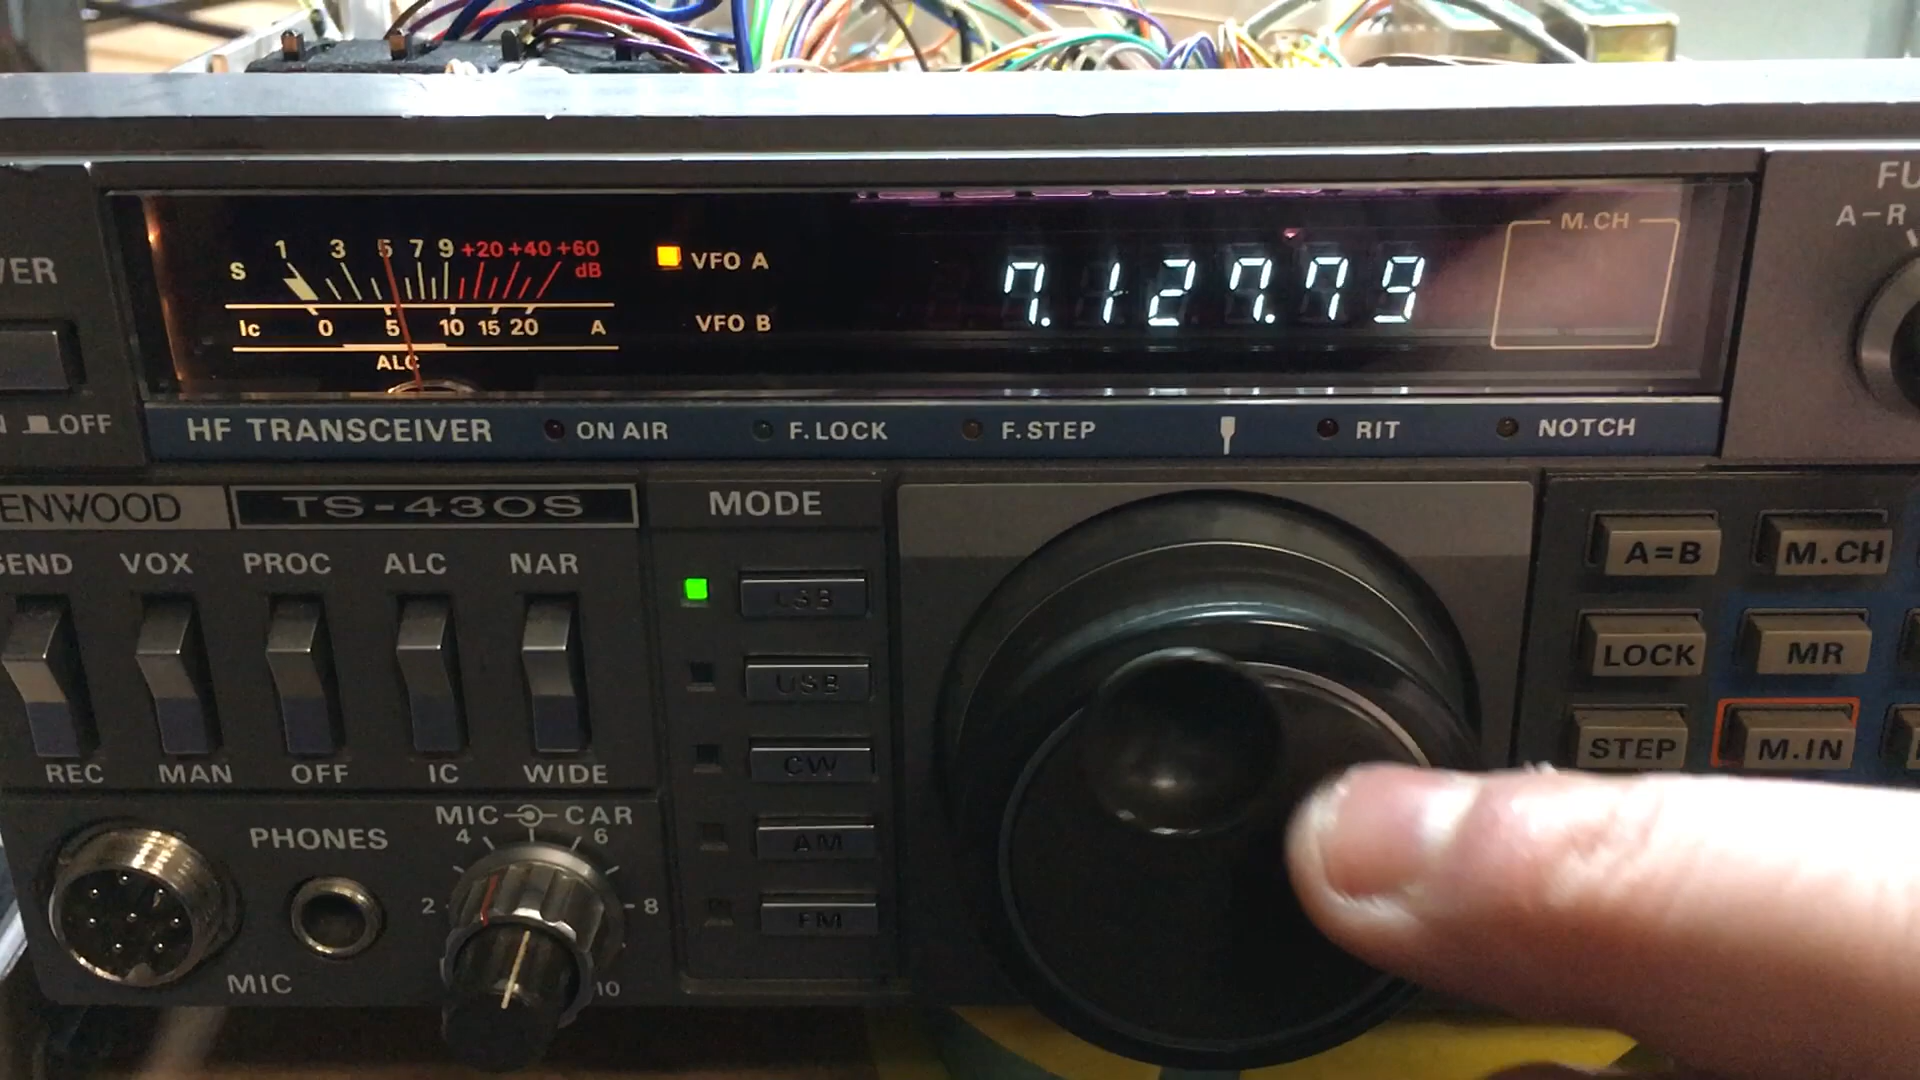 FU
A-R
VER
N OFF
1 3 5 7 9 +20 +40 +60
S dB
Ic 0 5 10 15 20 A
ALC
VFO A
VFO B
7.127.79
M.CH
HF TRANSCEIVER ON AIR F.LOCK F.STEP RIT NOTCH
ENWOOD TS-430S
SEND VOX PROC ALC NAR
REC MAN OFF IC WIDE
MODE
USB
CW
AM
FM
A=B M.CH
LOCK MR
STEP M.IN
PHONES
MIC
MIC CAR
4 6
2 8
10